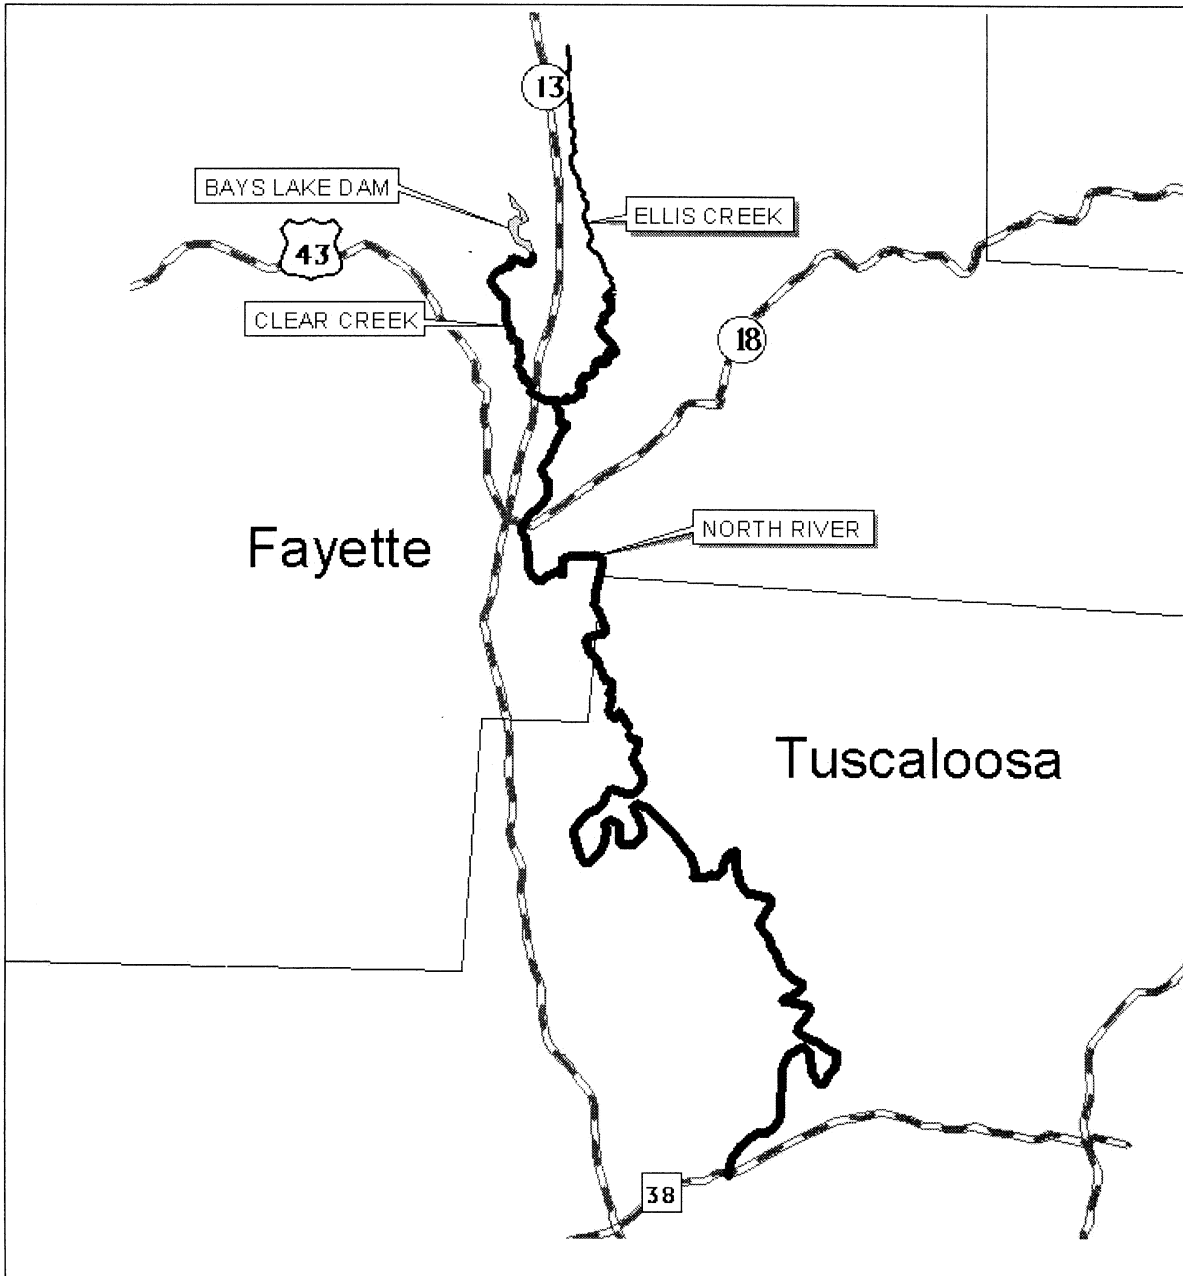 13
BAYS LAKE DAM
ELLIS CREEK
43
CLEAR CREEK
18
NORTH RIVER
Fayette
Tuscaloosa
38